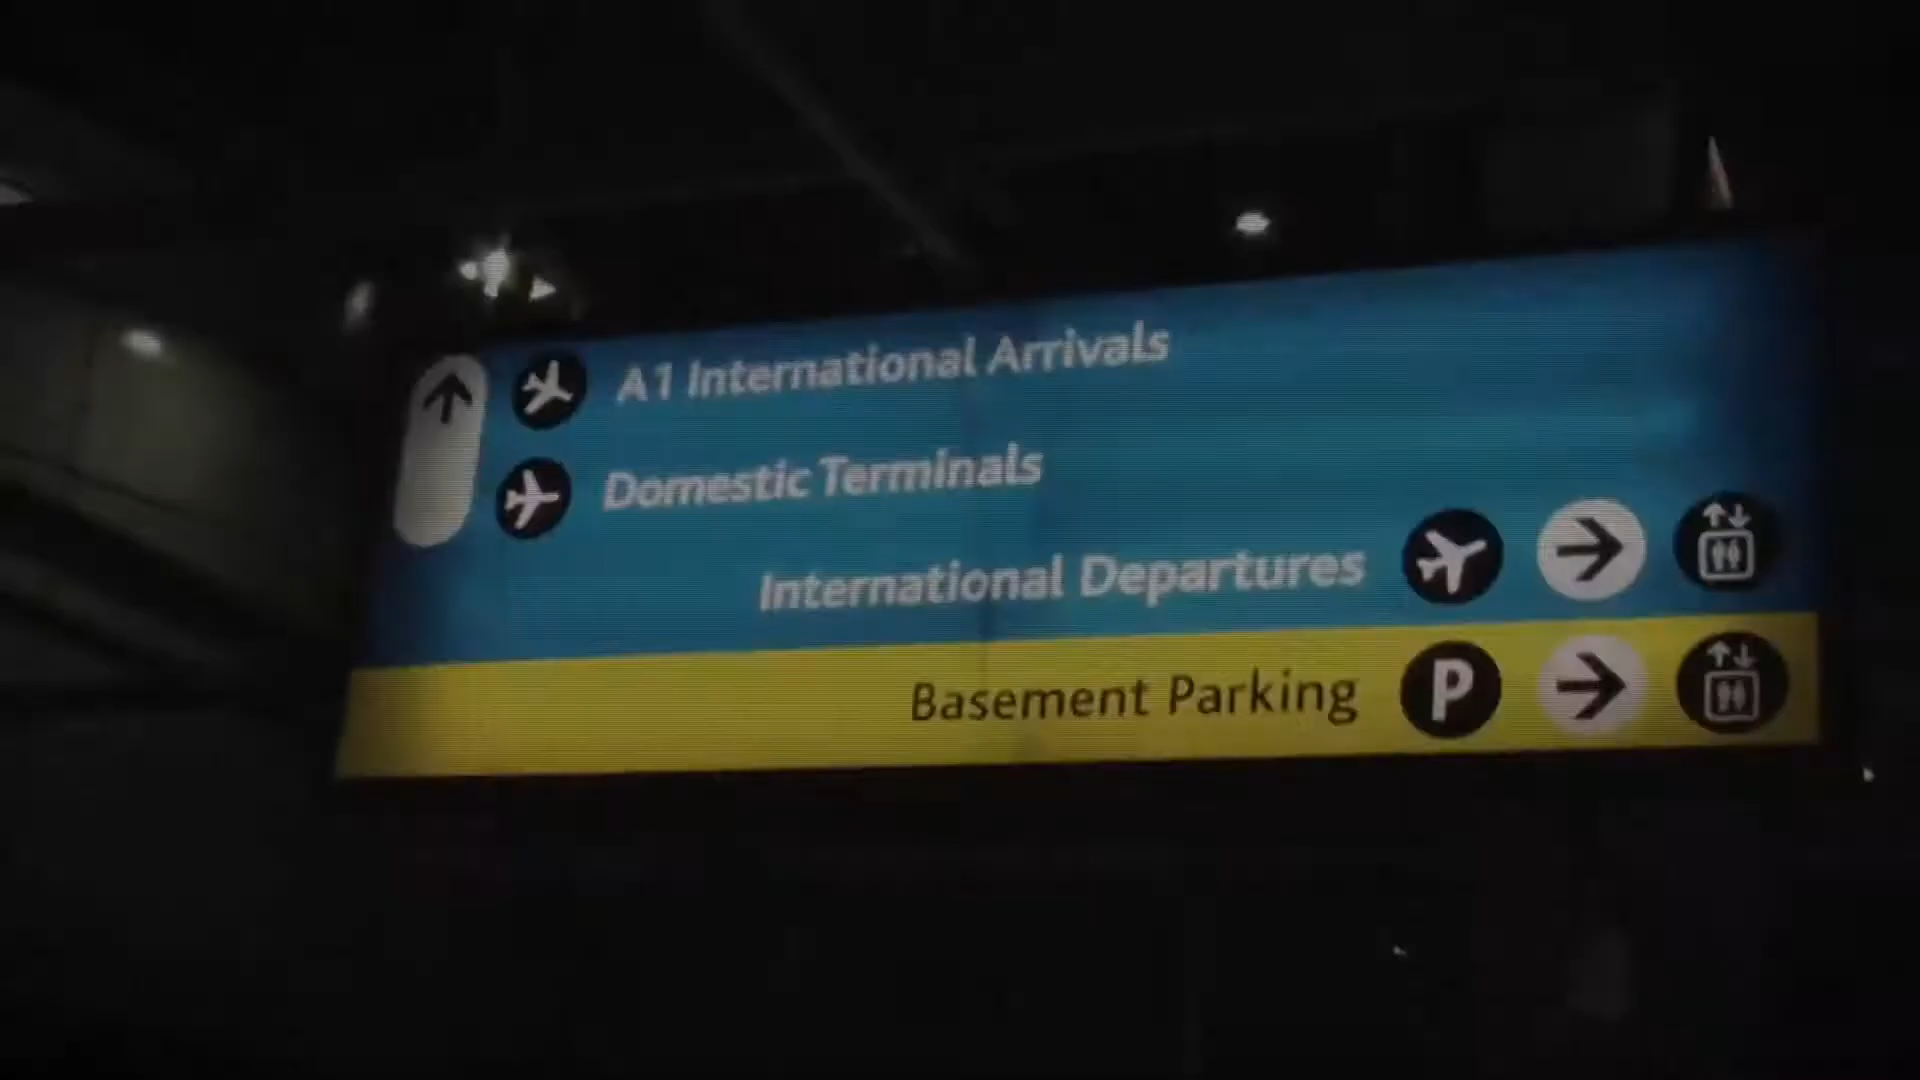 A1 International Arrivals
Domestic Terminals
International Departures
Basement Parking P